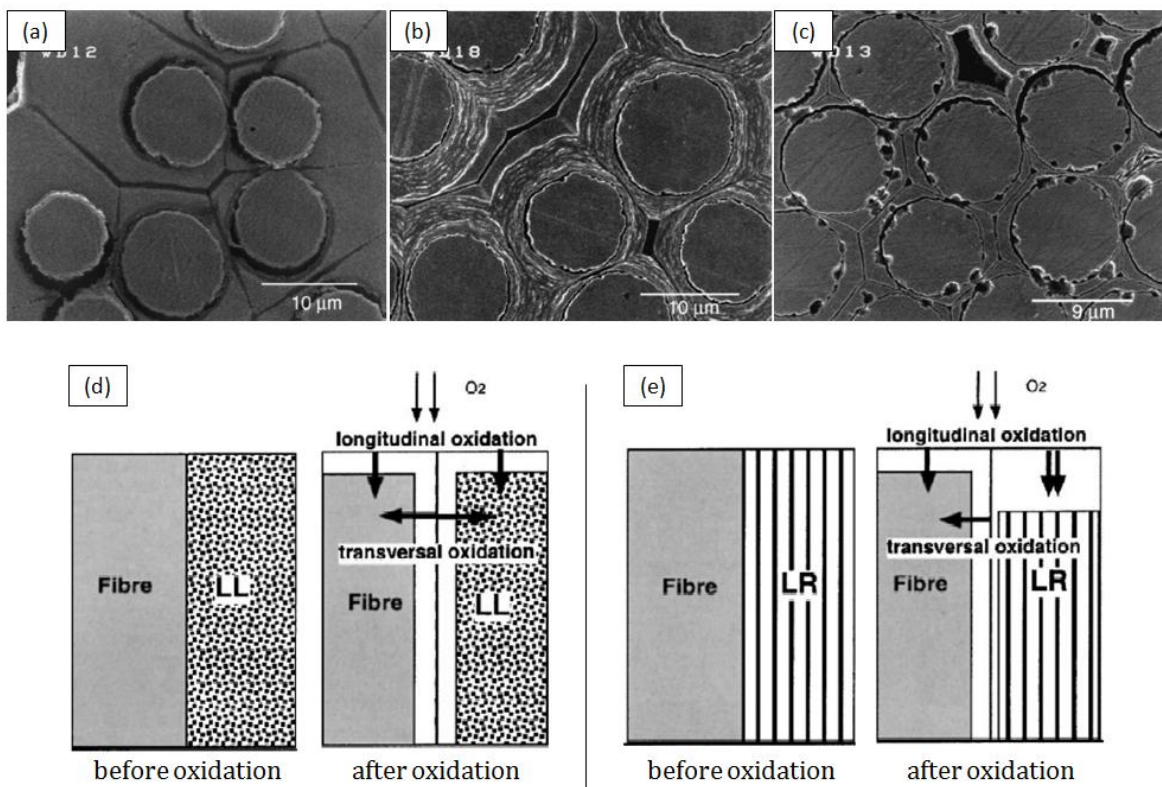 (a)
WD12
10 μm
(b)
WD18
10 μm
(c)
WD13
9 μm
(d)
O2
longitudinal oxidation
transversal oxidation
Fibre
LL
Fibre
LL
before oxidation
after oxidation
(e)
O2
longitudinal oxidation
transversal oxidation
Fibre
LR
Fibre
LR
before oxidation
after oxidation